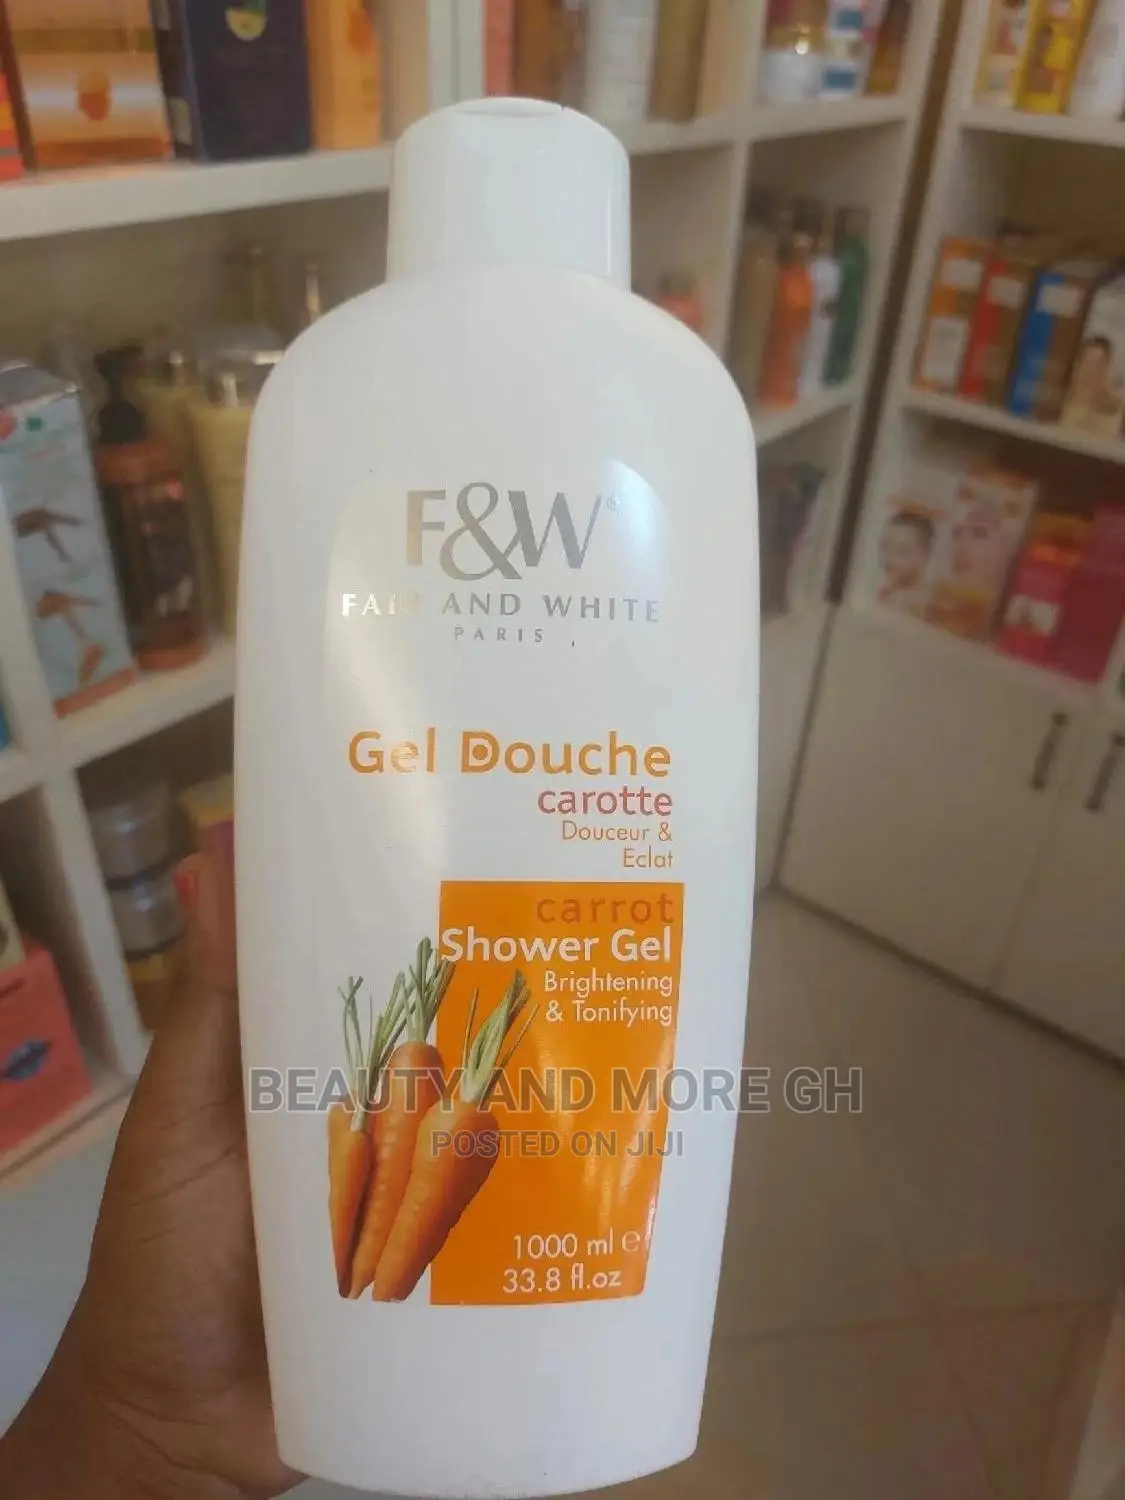 F&W®
FAIR AND WHITE
PARIS
Gel Douche
carotte
Douceur &
Eclat
carrot
Shower Gel
Brightening
& Tonifying
BEAUTY AND MORE GH
POSTED ON JIJI
1000 ml e
33.8 fl.oz